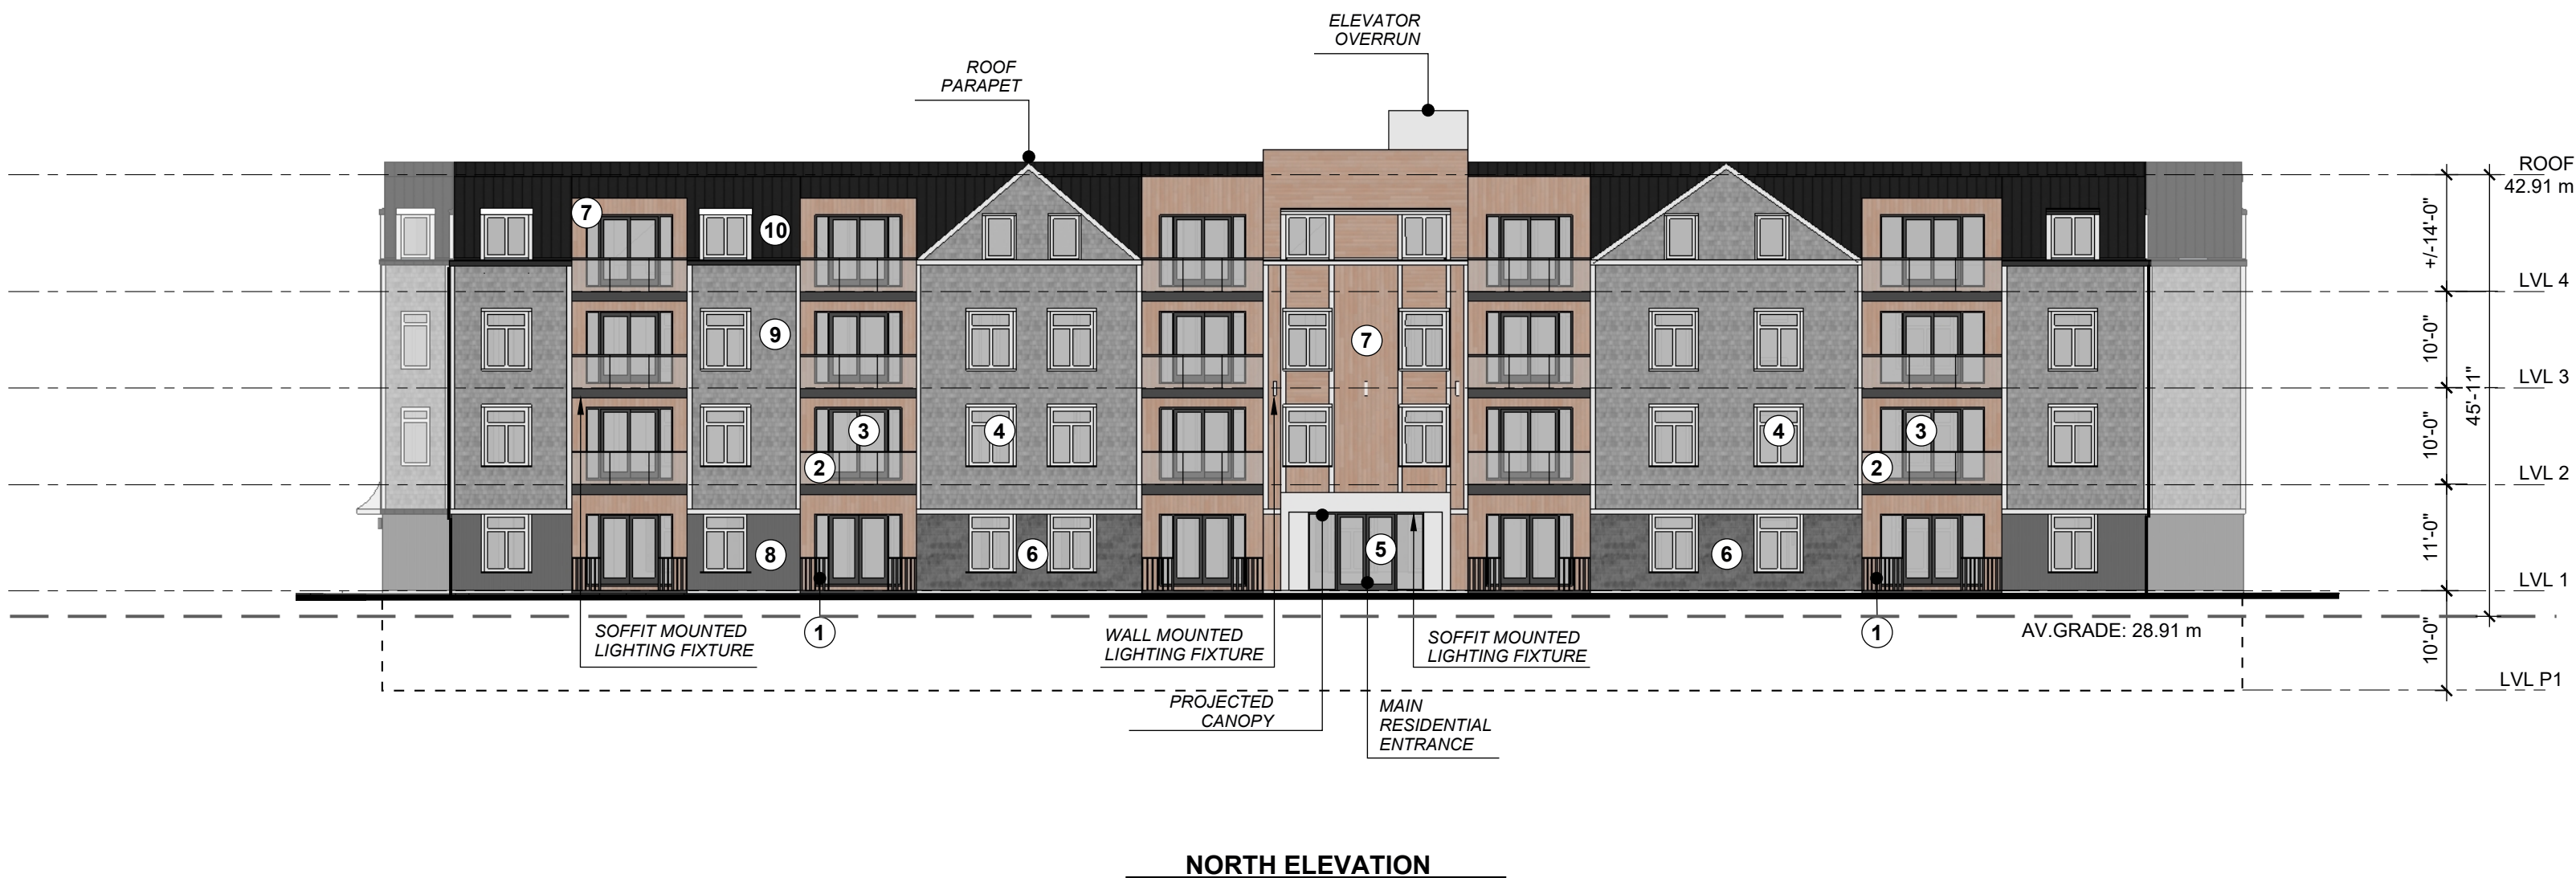 ELEVATOR
OVERRUN
ROOF
PARAPET
ROOF
42.91 m
7
10
+/-14'-0"
LVL 4
9
7
10'-0"
LVL 3
45'-11"
3
4
4
3
10'-0"
2
2
LVL 2
8
6
5
6
11'-0"
LVL 1
1
1
SOFFIT MOUNTED
LIGHTING FIXTURE
WALL MOUNTED
LIGHTING FIXTURE
SOFFIT MOUNTED
LIGHTING FIXTURE
AV.GRADE: 28.91 m
10'-0"
LVL P1
PROJECTED
CANOPY
MAIN
RESIDENTIAL
ENTRANCE
NORTH ELEVATION